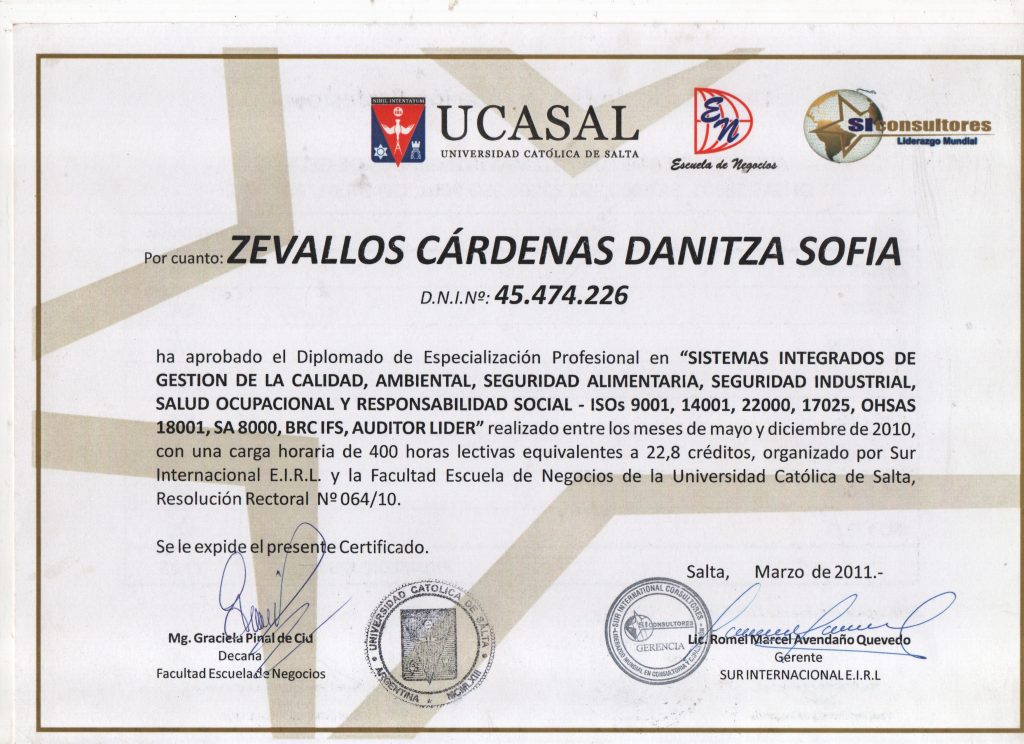 NIHIL INTENTATUM
UCASAL
UNIVERSIDAD CATÓLICA DE SALTA
EN
Escuela de Negocios
SIconsultores
Liderazgo Mundial
Por cuanto: ZEVALLOS CÁRDENAS DANITZA SOFIA
D.N.I.Nº: 45.474.226
ha aprobado el Diplomado de Especialización Profesional en “SISTEMAS INTEGRADOS DE
GESTION DE LA CALIDAD, AMBIENTAL, SEGURIDAD ALIMENTARIA, SEGURIDAD INDUSTRIAL,
SALUD OCUPACIONAL Y RESPONSABILIDAD SOCIAL - ISOs 9001, 14001, 22000, 17025, OHSAS
18001, SA 8000, BRC IFS, AUDITOR LIDER” realizado entre los meses de mayo y diciembre de 2010,
con una carga horaria de 400 horas lectivas equivalentes a 22,8 créditos, organizado por Sur
Internacional E.I.R.L. y la Facultad Escuela de Negocios de la Universidad Católica de Salta,
Resolución Rectoral Nº 064/10.
Se le expide el presente Certificado.
Salta, Marzo de 2011.-
Mg. Graciela Pinal de Cid
Decana
Facultad Escuela de Negocios
UNIVERSIDAD CATOLICA DE SALTA
ARGENTINA MCMLXIII
SUR INTERNATIONAL CONSULTORES
SIconsultores
GERENCIA
Lic. Romel Marcel Avendaño Quevedo
Gerente
SUR INTERNACIONAL E.I.R.L